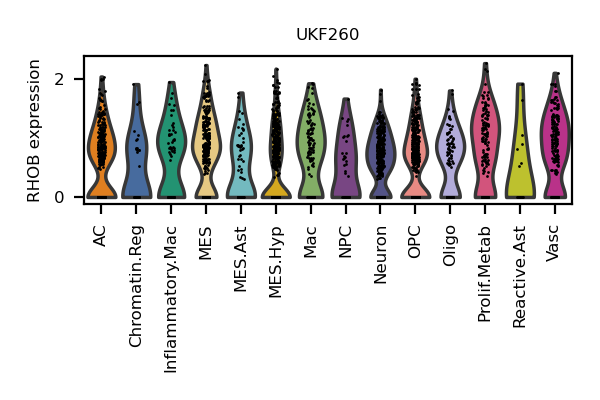 UKF260
RHOB expression
2
0
AC
Chromatin.Reg
Inflammatory.Mac
MES
MES.Ast
MES.Hyp
Mac
NPC
Neuron
OPC
Oligo
Prolif.Metab
Reactive.Ast
Vasc